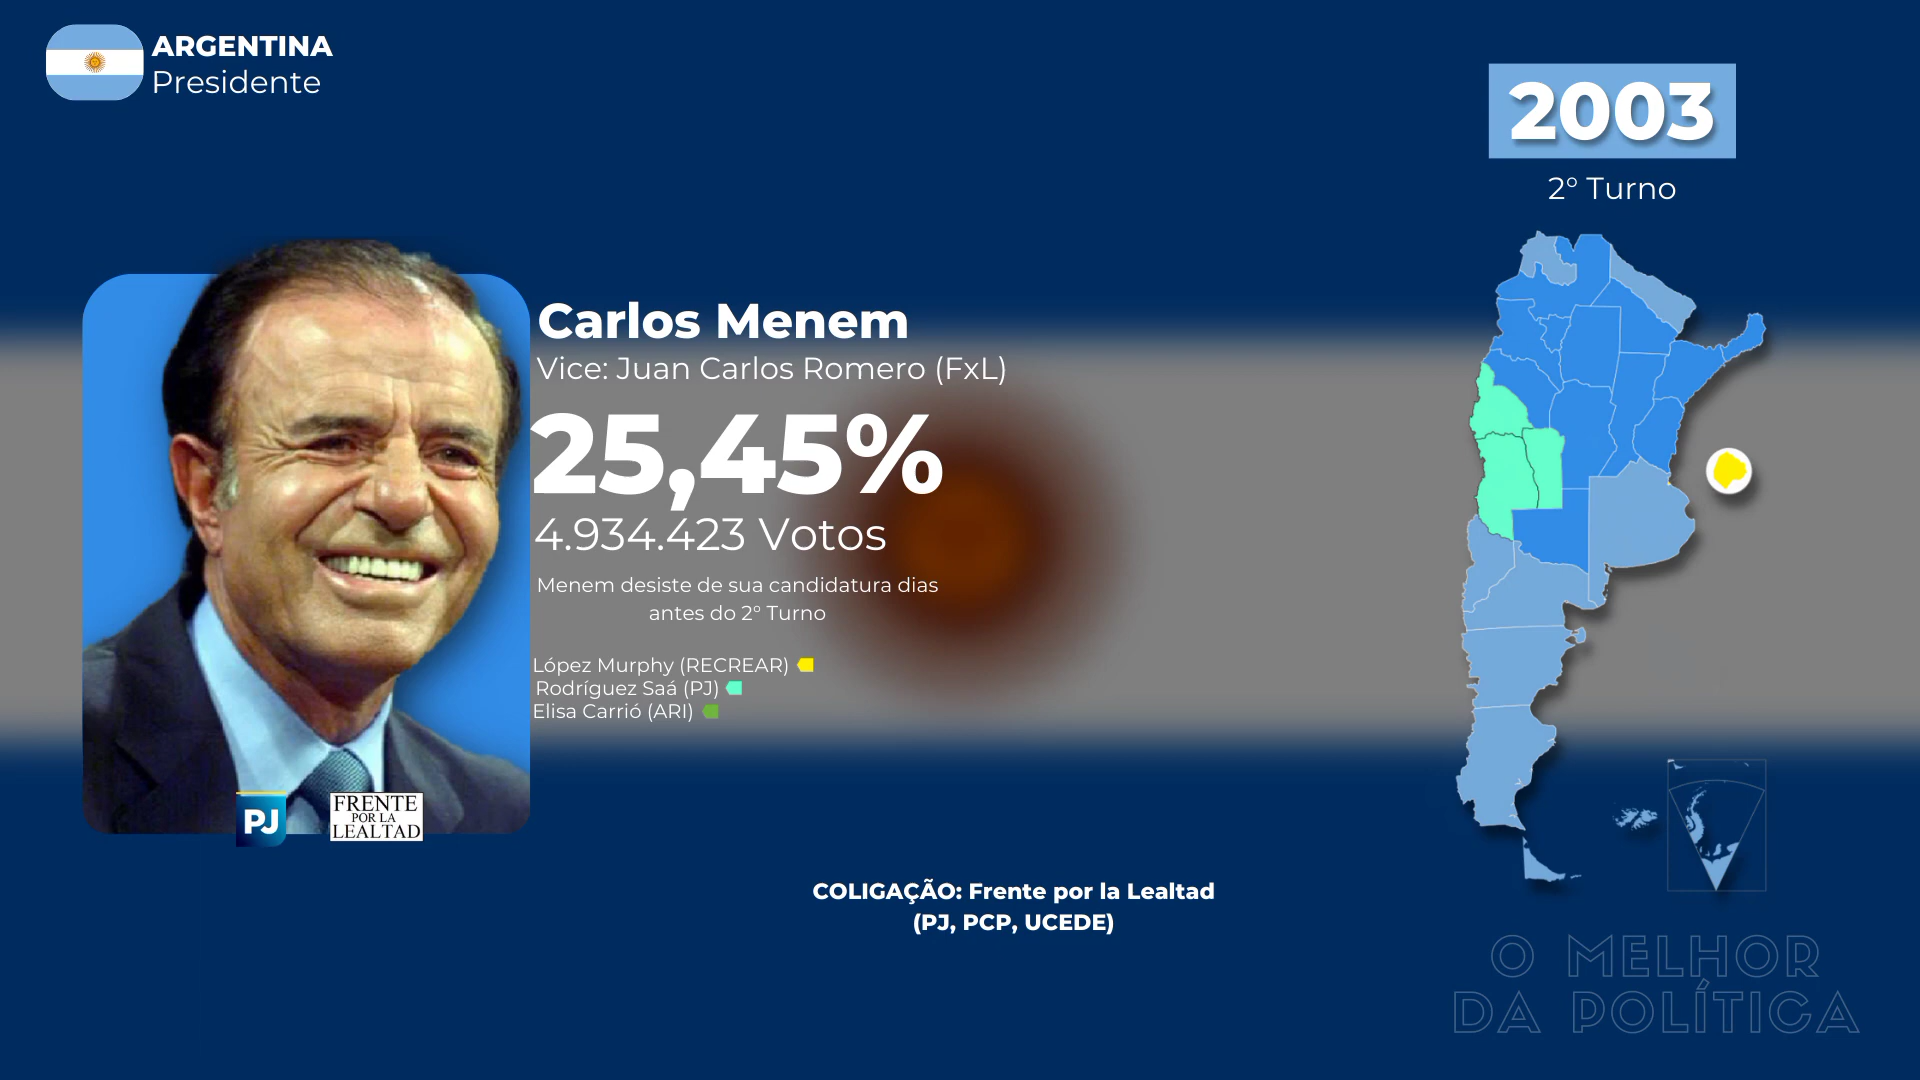 ARGENTINA
Presidente
2003
2º Turno
Carlos Menem
Vice: Juan Carlos Romero (FxL)
25,45%
4.934.423 Votos
Menem desiste de sua candidatura dias
antes do 2º Turno
López Murphy (RECREAR)
Rodríguez Saá (PJ)
Elisa Carrió (ARI)
PJ
FRENTE
POR LA
LEALTAD
COLIGAÇÃO: Frente por la Lealtad
(PJ, PCP, UCEDE)
O MELHOR
DA POLÍTICA